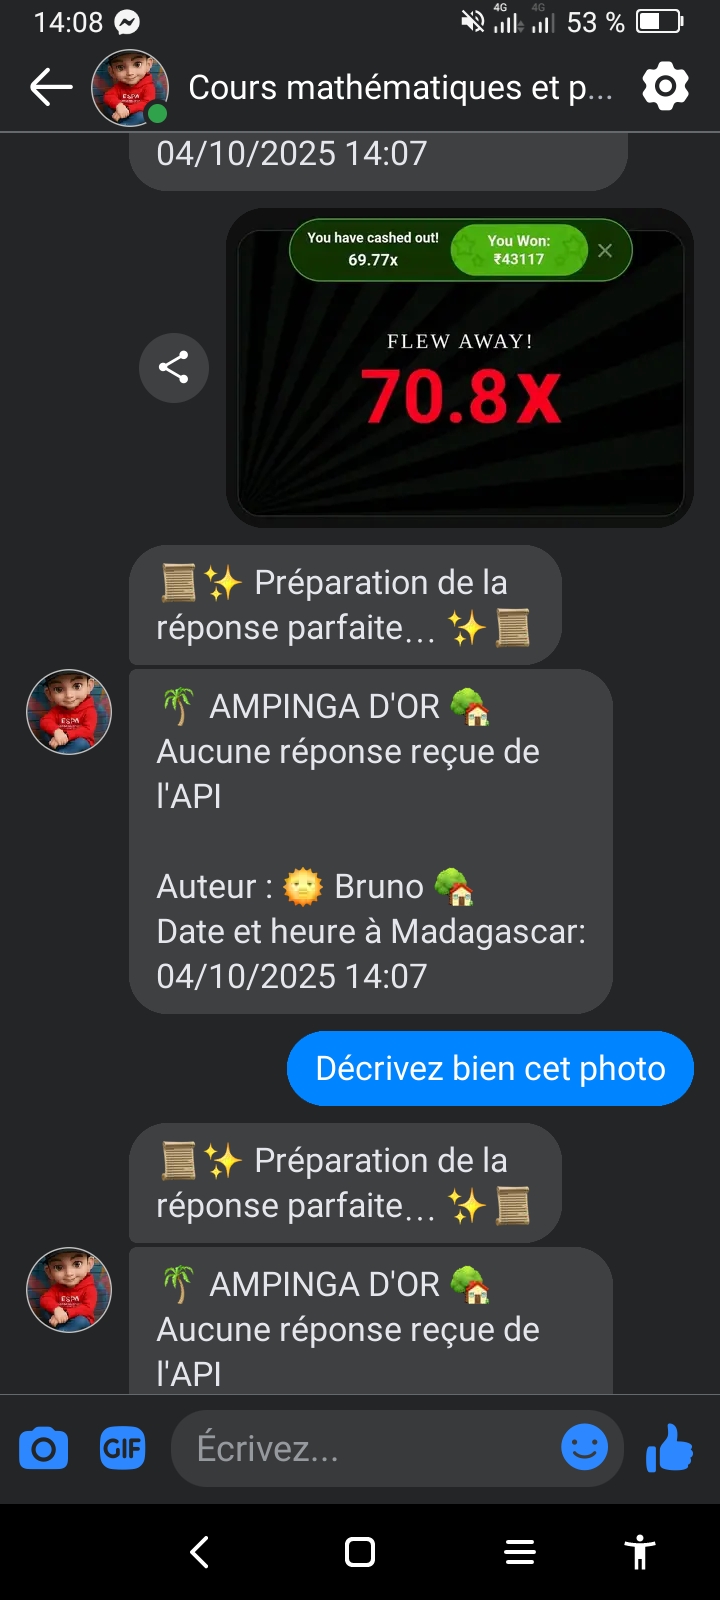 14:08
4G 4G 53 %
Cours mathématiques et p...
04/10/2025 14:07
You have cashed out!
69.77x
You Won:
₹43117
FLEW AWAY!
70.8X
📜✨ Préparation de la
réponse parfaite... ✨📜
🌴 AMPINGA D'OR 🏡
Aucune réponse reçue de
l'API
Auteur : 🌞 Bruno 🏡
Date et heure à Madagascar:
04/10/2025 14:07
Décrivez bien cet photo
📜✨ Préparation de la
réponse parfaite... ✨📜
🌴 AMPINGA D'OR 🏡
Aucune réponse reçue de
l'API
GIF
Écrivez...